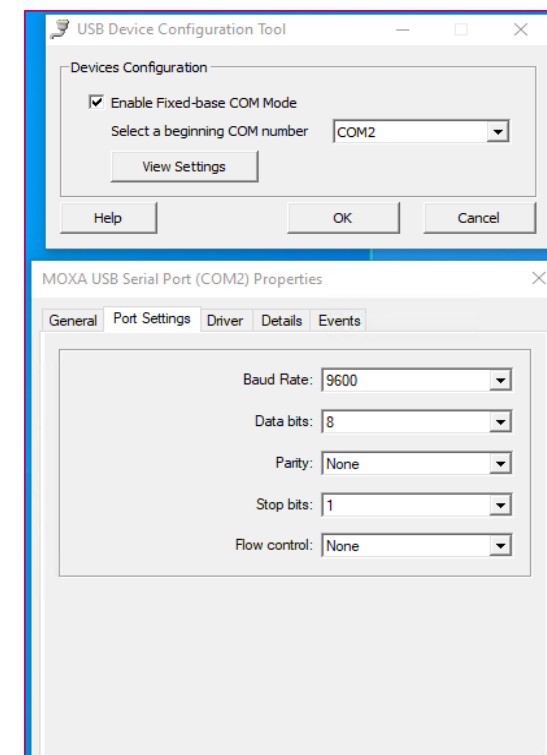 USB Device Configuration Tool
Devices Configuration
Enable Fixed-base COM Mode
Select a beginning COM number COM2
View Settings
Help OK Cancel
MOXA USB Serial Port (COM2) Properties
General Port Settings Driver Details Events
Baud Rate: 9600
Data bits: 8
Parity: None
Stop bits: 1
Flow control: None